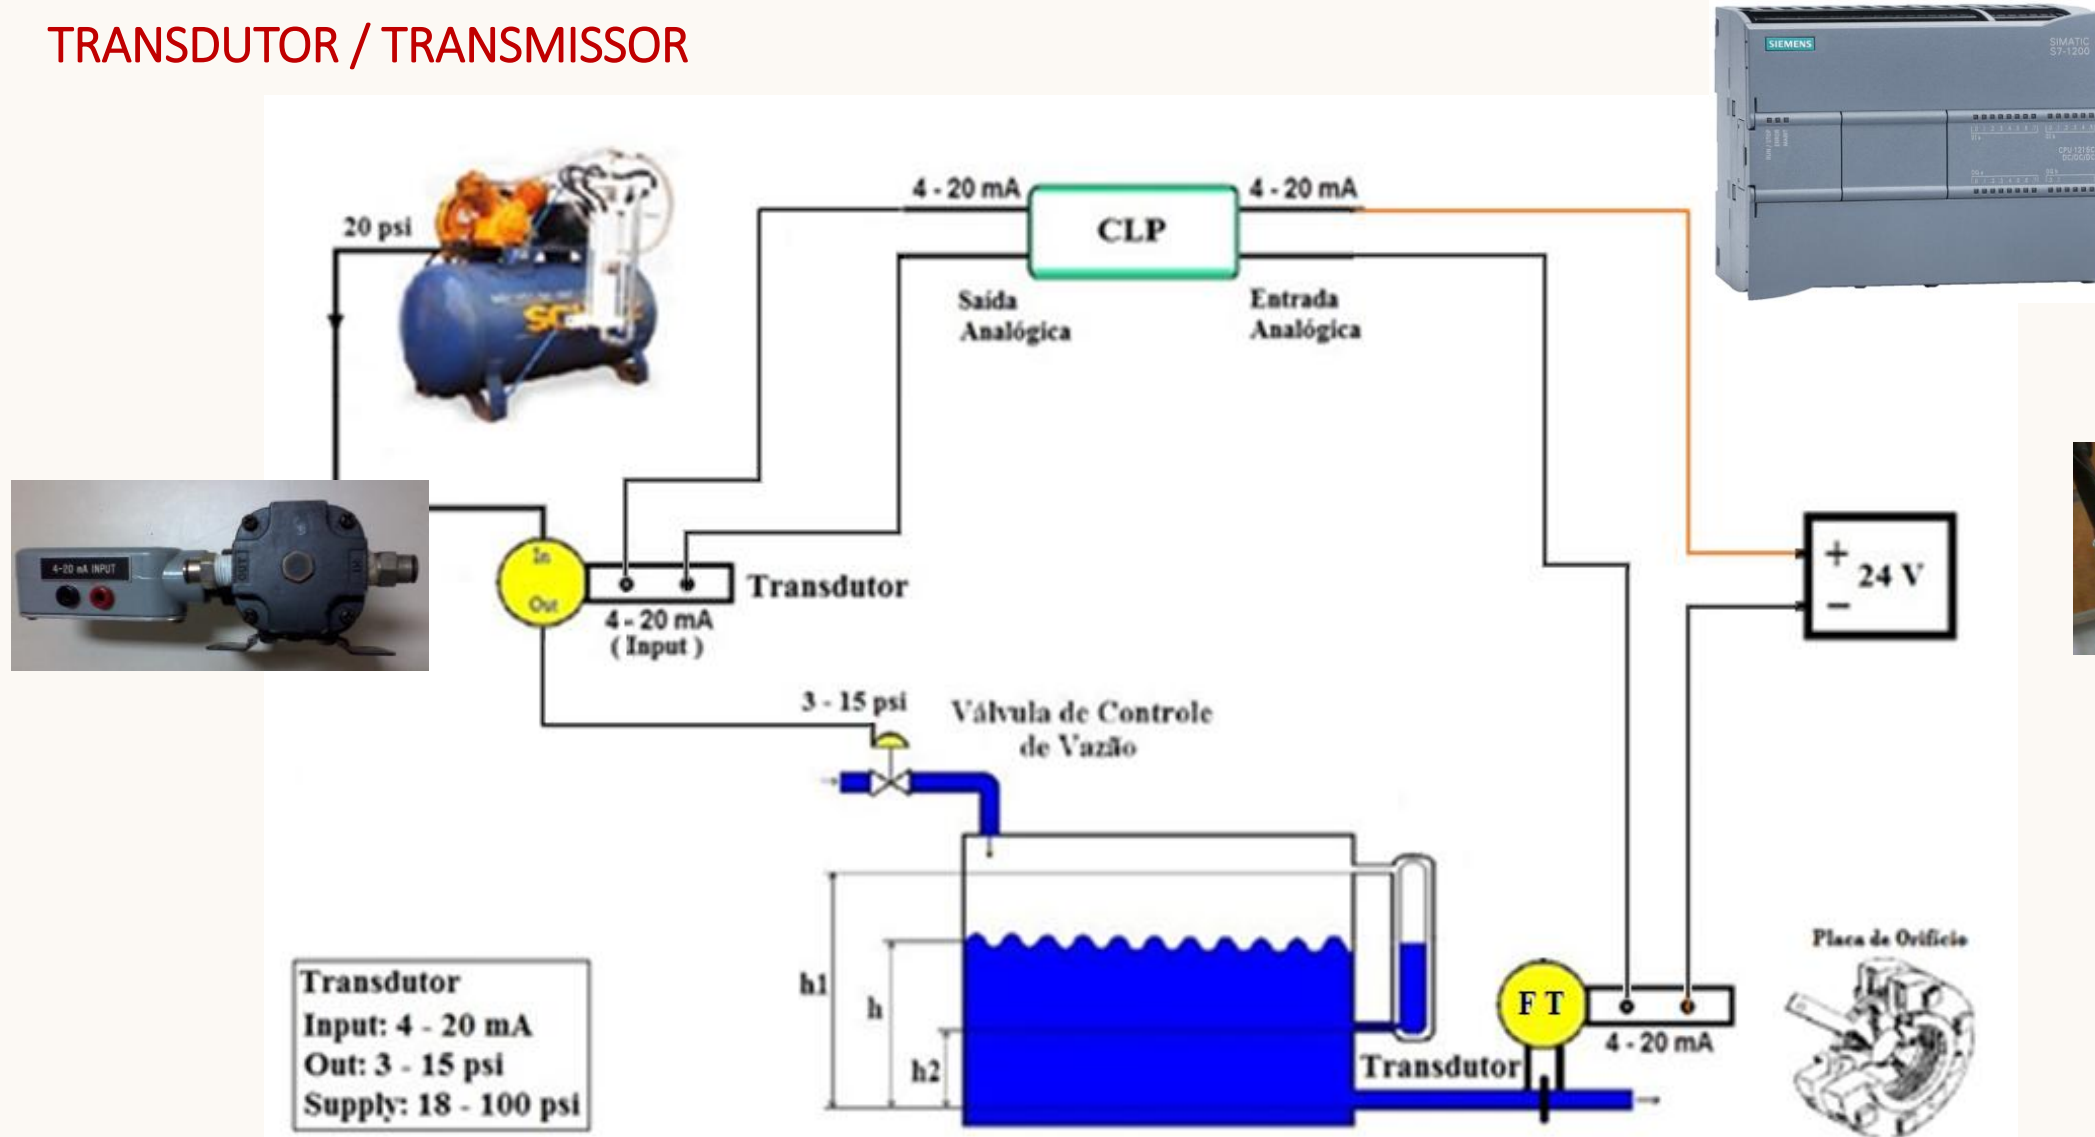 TRANSDUTOR / TRANSMISSOR
SIEMENS
SIMATIC
S7-1200
20 psi
4 - 20 mA
CLP
4 - 20 mA
Saída
Analógica
Entrada
Analógica
4-20 mA INPUT
OUT
In
Out
Transdutor
4 - 20 mA
( Input )
+
24 V
−
3 - 15 psi
Válvula de Controle
de Vazão
h1
h
h2
Transdutor
Input: 4 - 20 mA
Out: 3 - 15 psi
Supply: 18 - 100 psi
F T
4 - 20 mA
Transdutor
Placa de Orifício